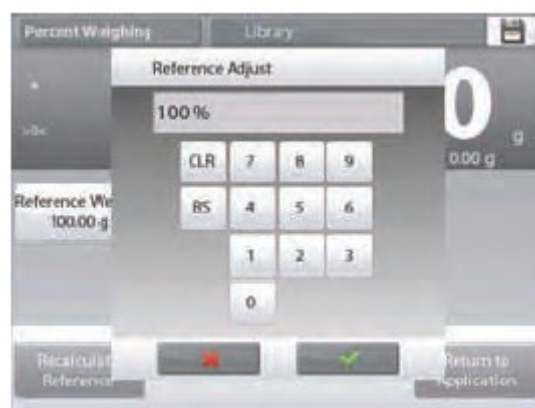 Percent Weighing
Library
Reference Adjust
100 %
CLR 7 8 9
BS 4 5 6
1 2 3
0
0
g
0.00 g
>0<
Reference We
100.00 g
Recalculat
Reference
Return to
Application